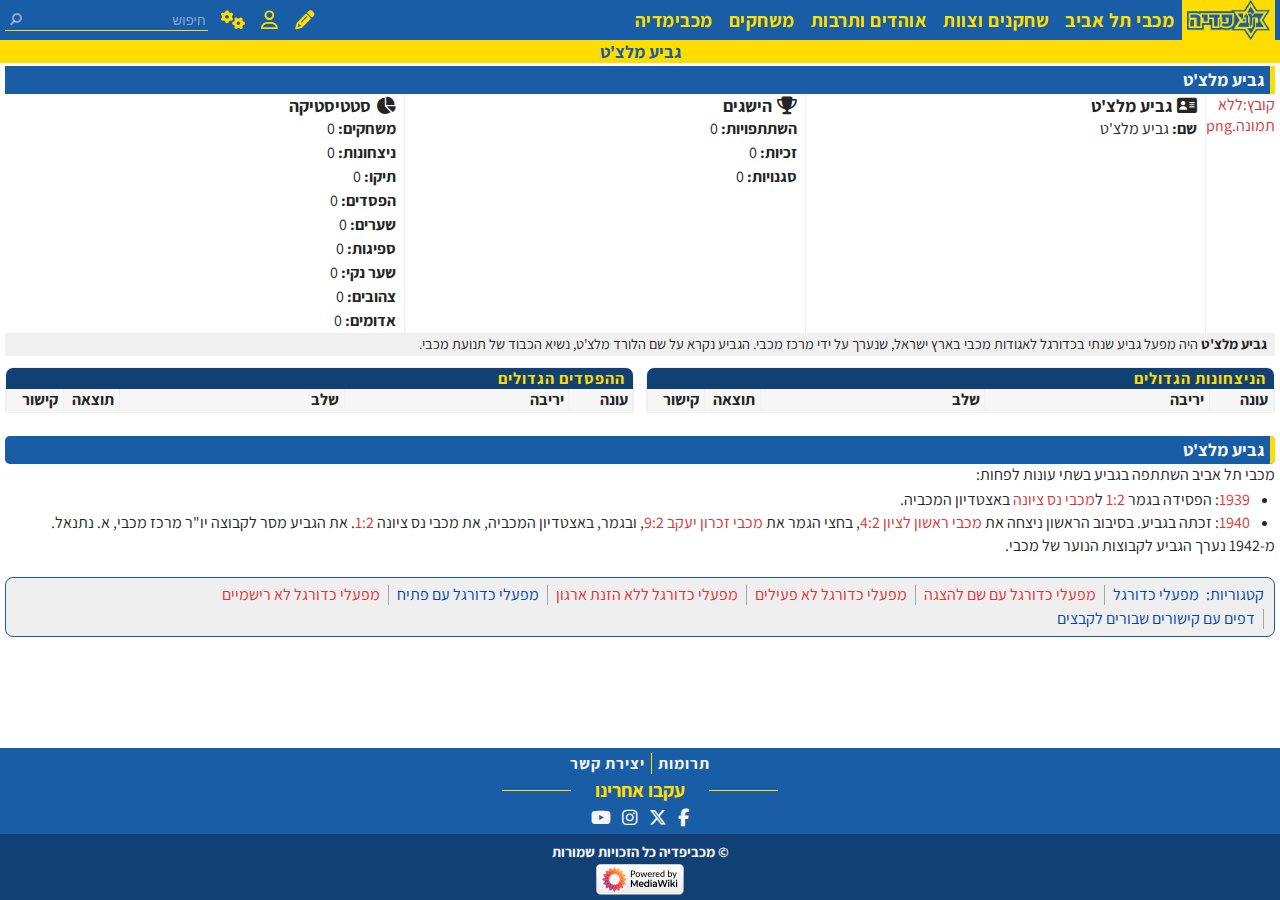 מכביפדיה
מכבי תל אביב שחקנים וצוות אוהדים ותרבות משחקים מכבימדיה
חיפוש
גביע מלצ'ט
גביע מלצ'ט
קובץ:ללא תמונה.png
גביע מלצ'ט
שם: גביע מלצ'ט
הישגים
השתתפויות: 0
זכיות: 0
סגנויות: 0
סטטיסטיקה
משחקים: 0
ניצחונות: 0
תיקו: 0
הפסדים: 0
שערים: 0
ספיגות: 0
שער נקי: 0
צהובים: 0
אדומים: 0
גביע מלצ'ט היה מפעל גביע שנתי בכדורגל לאגודות מכבי בארץ ישראל, שנערך על ידי מרכז מכבי. הגביע נקרא על שם הלורד מלצ'ט, נשיא הכבוד של תנועת מכבי.
הניצחונות הגדולים
עונה יריבה שלב תוצאה קישור
ההפסדים הגדולים
עונה יריבה שלב תוצאה קישור
גביע מלצ'ט
מכבי תל אביב השתתפה בגביע בשתי עונות לפחות:
• 1939: הפסידה בגמר 1:2 למכבי נס ציונה באצטדיון המכביה.
• 1940: זכתה בגביע. בסיבוב הראשון ניצחה את מכבי ראשון לציון 4:2, בחצי הגמר את מכבי זכרון יעקב 9:2, ובגמר, באצטדיון המכביה, את מכבי נס ציונה 1:2. את הגביע מסר לקבוצה יו"ר מרכז מכבי, א. נתנאל.
מ-1942 נערך הגביע לקבוצות הנוער של מכבי.
קטגוריות: מפעלי כדורגל | מפעלי כדורגל עם שם להצגה | מפעלי כדורגל לא פעילים | מפעלי כדורגל ללא הזנת ארגון | מפעלי כדורגל עם פתיח | מפעלי כדורגל לא רישמיים
| דפים עם קישורים שבורים לקבצים
תרומות | יצירת קשר
עקבו אחרינו
© מכביפדיה כל הזכויות שמורות
Powered by
MediaWiki